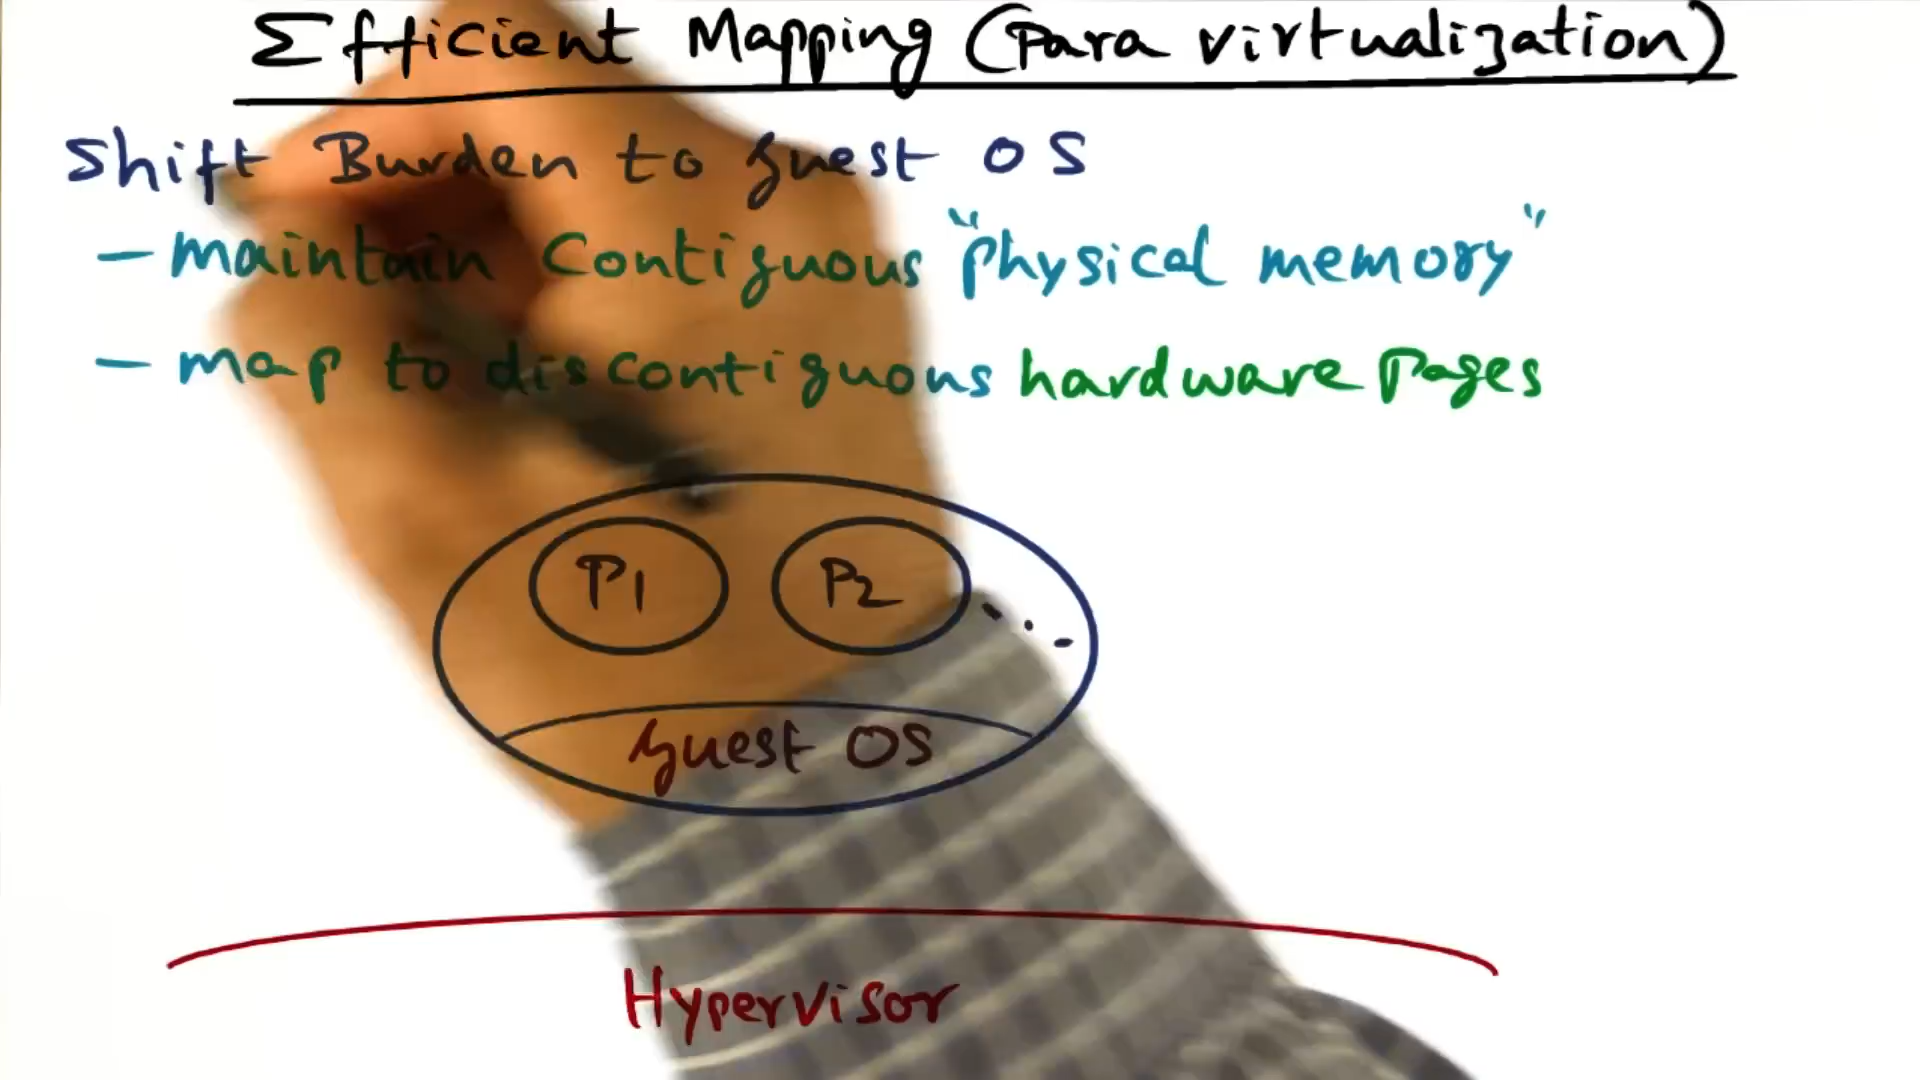 Efficient Mapping (Para virtualization)
Shift Burden to guest OS
- maintain contiguous "physical memory"
- map to discontiguous hardware pages
P1 P2 ...
guest OS
Hypervisor